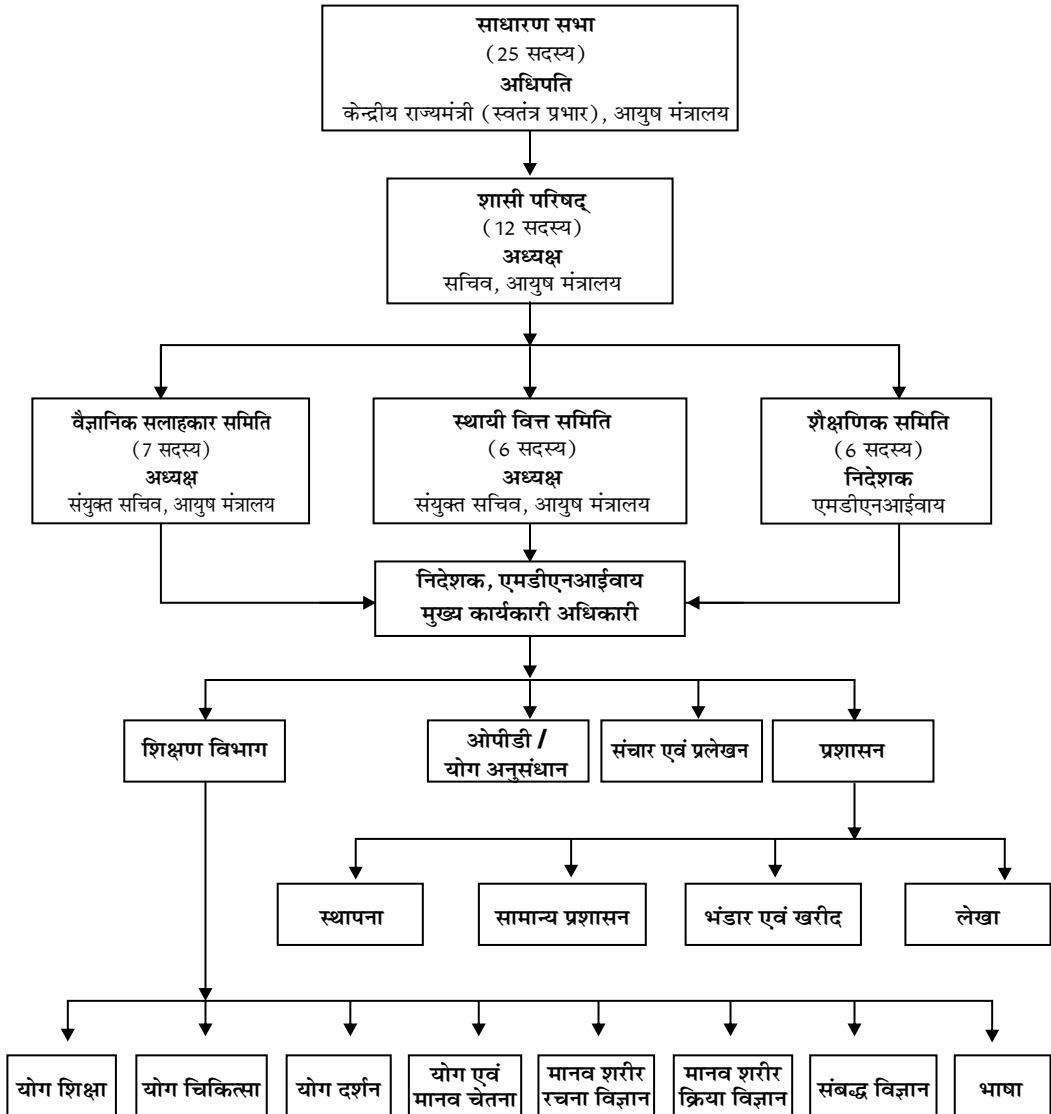 साधारण सभा
(25 सदस्य)
अधिपति
केन्द्रीय राज्यमंत्री (स्वतंत्र प्रभार), आयुष मंत्रालय
शासी परिषद्
(12 सदस्य)
अध्यक्ष
सचिव, आयुष मंत्रालय
वैज्ञानिक सलाहकार समिति
(7 सदस्य)
अध्यक्ष
संयुक्त सचिव, आयुष मंत्रालय
स्थायी वित्त समिति
(6 सदस्य)
अध्यक्ष
संयुक्त सचिव, आयुष मंत्रालय
शैक्षणिक समिति
(6 सदस्य)
निदेशक
एमडीएनआईवाय
निदेशक, एमडीएनआईवाय
मुख्य कार्यकारी अधिकारी
शिक्षण विभाग
ओपीडी /
योग अनुसंधान
संचार एवं प्रलेखन
प्रशासन
स्थापना
सामान्य प्रशासन
भंडार एवं खरीद
लेखा
योग शिक्षा
योग चिकित्सा
योग दर्शन
योग एवं
मानव चेतना
मानव शरीर
रचना विज्ञान
मानव शरीर
क्रिया विज्ञान
संबद्ध विज्ञान
भाषा